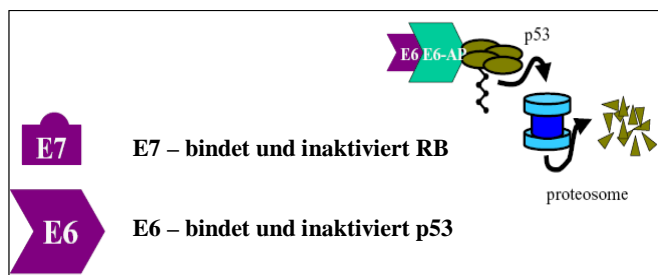 p53
E6 E6-AP
E7
E7 – bindet und inaktiviert RB
proteosome
E6
E6 – bindet und inaktiviert p53